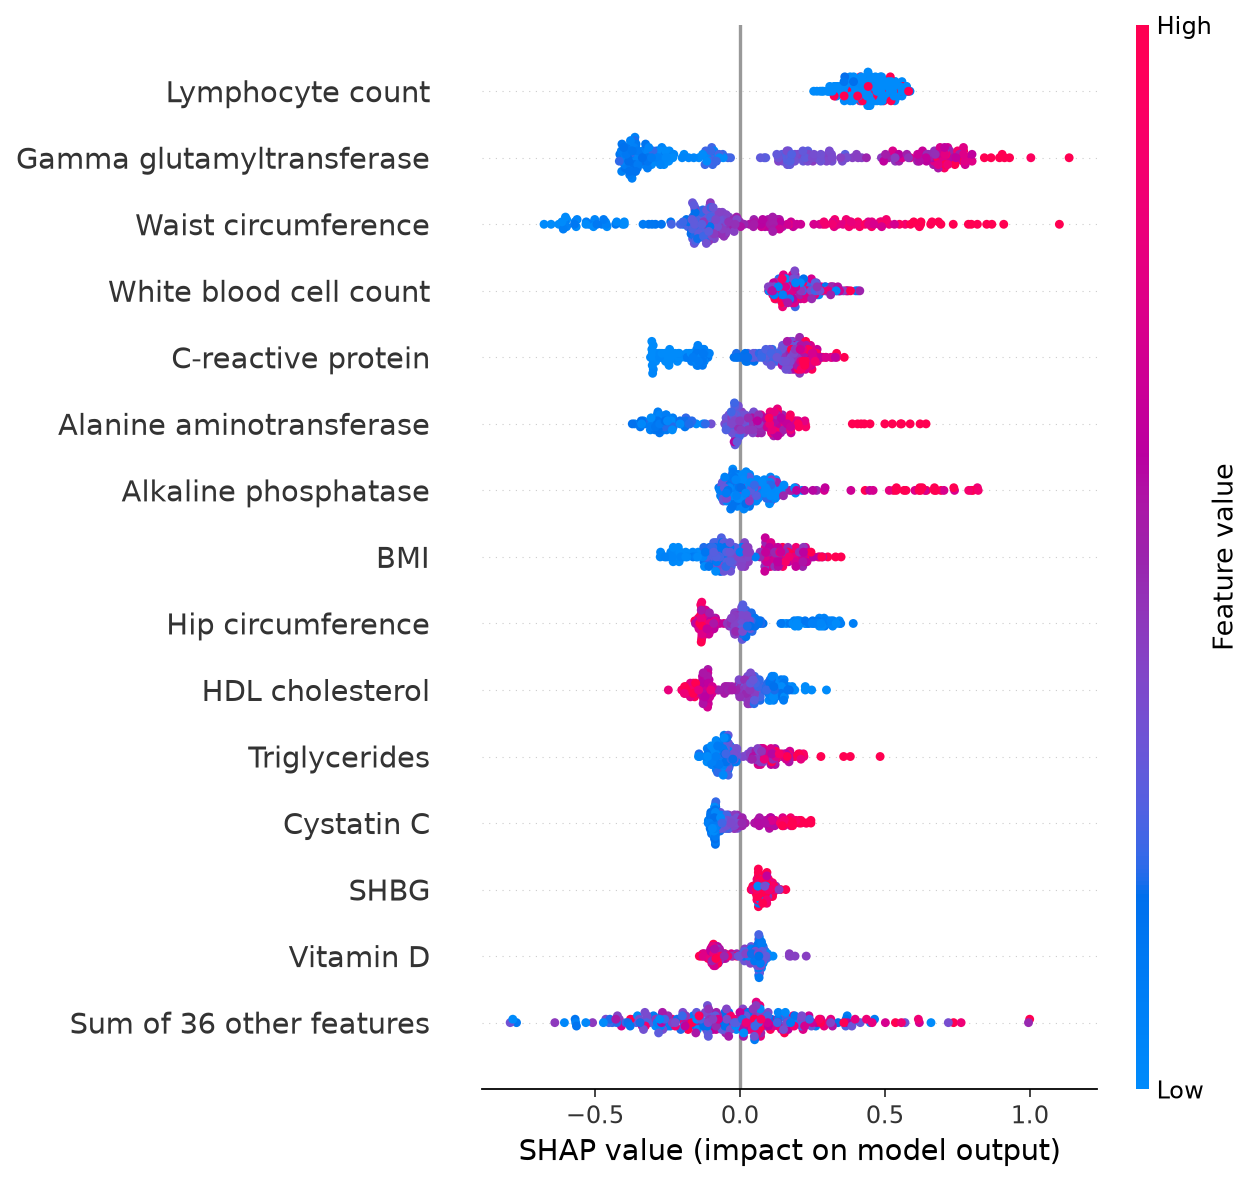 High
Lymphocyte count
Gamma glutamyltransferase
Waist circumference
White blood cell count
C-reactive protein
Alanine aminotransferase
Alkaline phosphatase
BMI
Hip circumference
HDL cholesterol
Triglycerides
Cystatin C
SHBG
Vitamin D
Sum of 36 other features
Feature value
Low
−0.5 0.0 0.5 1.0
SHAP value (impact on model output)